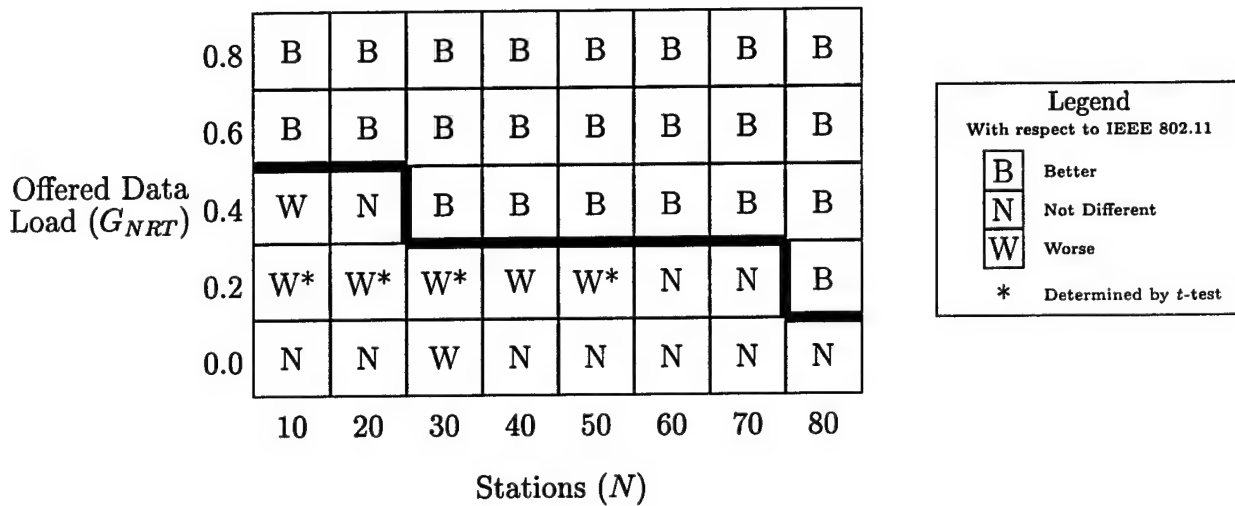 0.8 B B B B B B B B
0.6 B B B B B B B B
Offered Data
Load (G_NRT) 0.4 W N B B B B B B
0.2 W* W* W* W W* N N B
0.0 N N W N N N N N
10 20 30 40 50 60 70 80
Stations (N)
Legend
With respect to IEEE 802.11
B Better
N Not Different
W Worse
* Determined by t-test